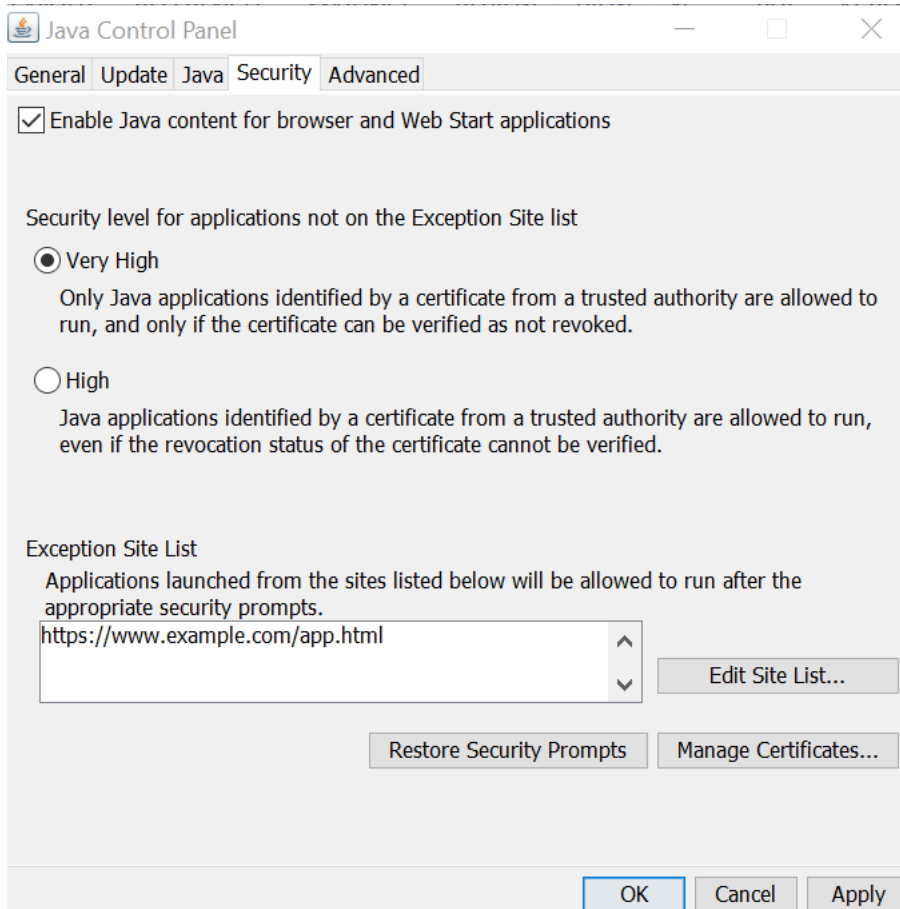 Java Control Panel
General Update Java Security Advanced
Enable Java content for browser and Web Start applications
Security level for applications not on the Exception Site list
Very High
Only Java applications identified by a certificate from a trusted authority are allowed to
run, and only if the certificate can be verified as not revoked.
High
Java applications identified by a certificate from a trusted authority are allowed to run,
even if the revocation status of the certificate cannot be verified.
Exception Site List
Applications launched from the sites listed below will be allowed to run after the
appropriate security prompts.
https://www.example.com/app.html
Edit Site List...
Restore Security Prompts Manage Certificates...
OK Cancel Apply